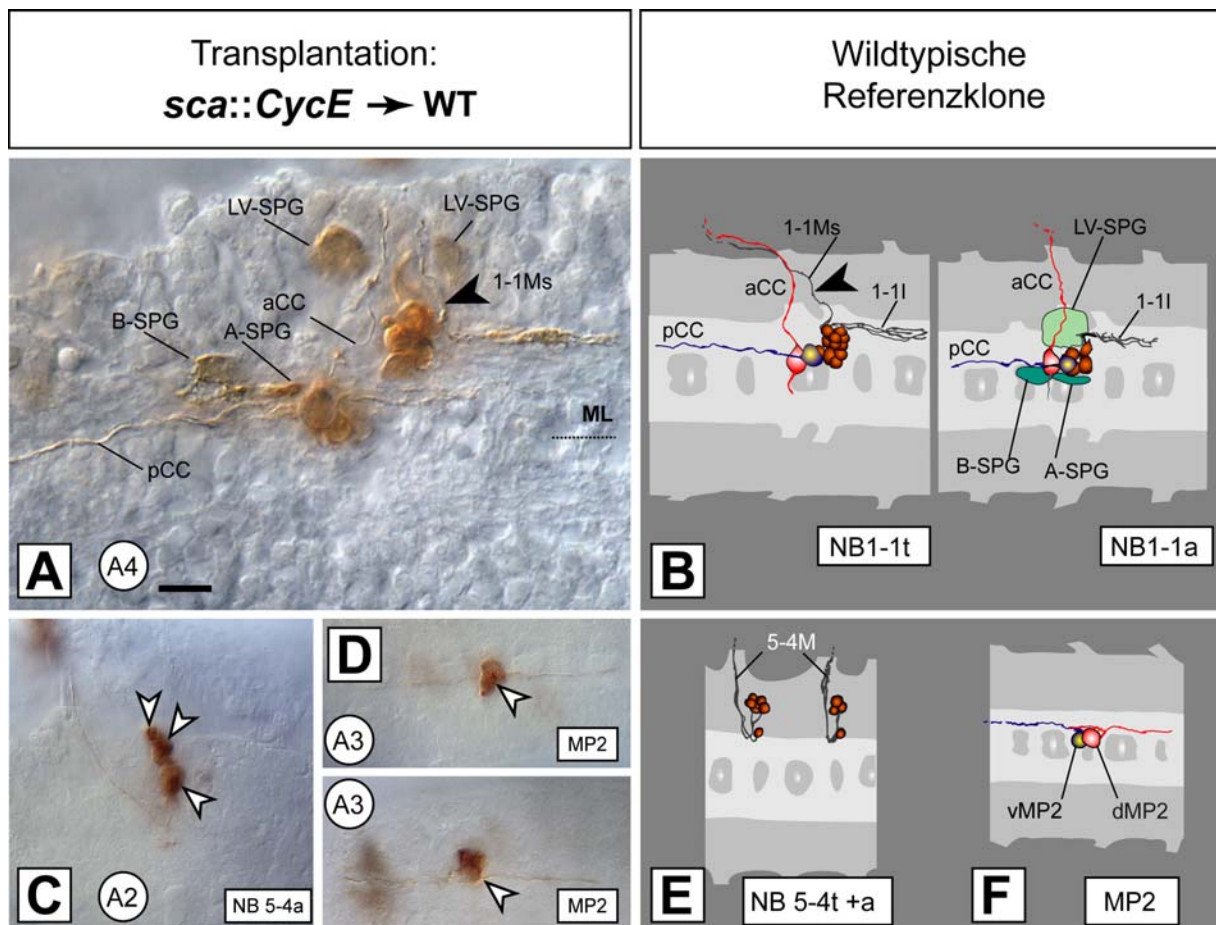 Transplantation:
sca::CycE → WT
Wildtypische
Referenzklone
LV-SPG
LV-SPG
1-1Ms
aCC
A-SPG
B-SPG
ML
pCC
A
A4
1-1Ms
aCC
1-1I
pCC
NB1-1t
LV-SPG
aCC
1-1I
pCC
B-SPG
A-SPG
NB1-1a
B
C
A2
NB 5-4a
D
A3
MP2
A3
MP2
5-4M
E
NB 5-4t +a
vMP2
dMP2
F
MP2